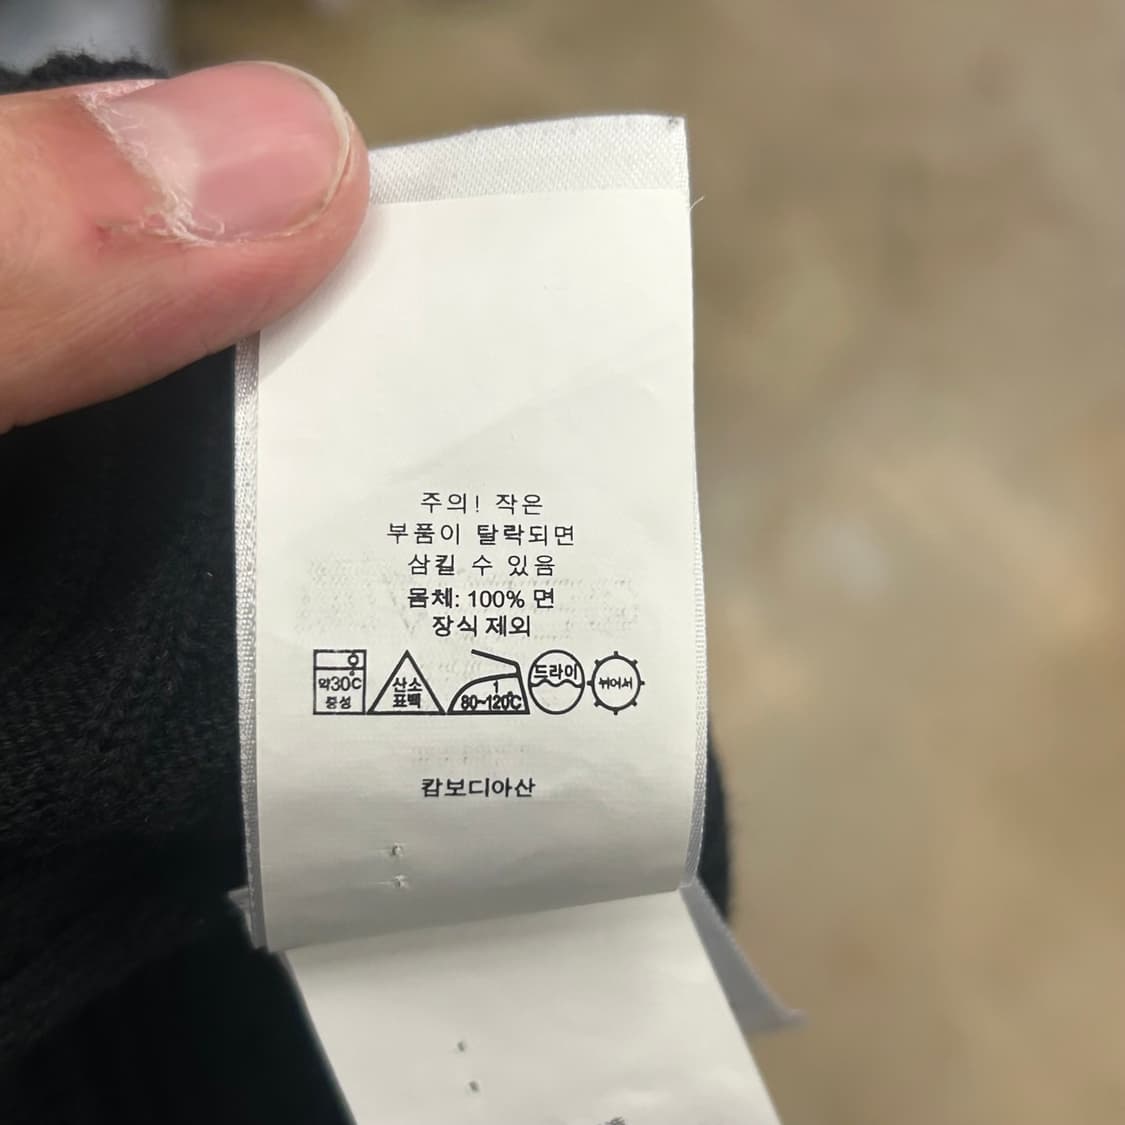 주의! 작은
부품이 탈락되면
삼킬 수 있음
몸체: 100% 면
장식 제외
약30℃ 중성
산소 표백
1 80~120℃
드라이
뉘어서
캄보디아산